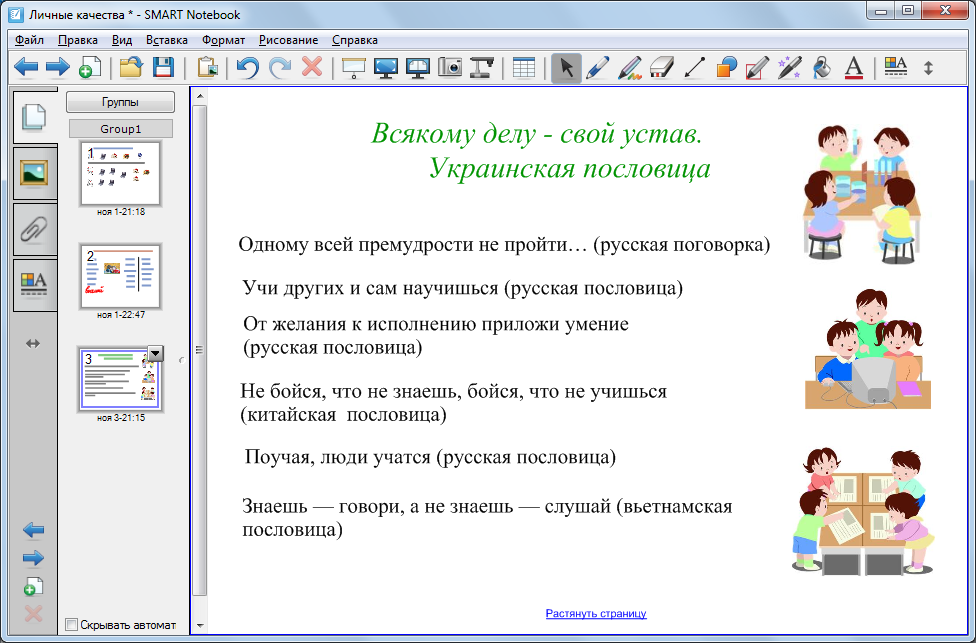 Личные качества * - SMART Notebook
Файл Правка Вид Вставка Формат Рисование Справка
Группы
Group1
1
ноя 1-21:18
2
ноя 1-22:47
3
ноя 3-21:15
Скрывать автомат
Всякому делу - свой устав.
Украинская пословица
Одному всей премудрости не пройти… (русская поговорка)
Учи других и сам научишься (русская пословица)
От желания к исполнению приложи умение
(русская пословица)
Не бойся, что не знаешь, бойся, что не учишься
(китайская пословица)
Поучая, люди учатся (русская пословица)
Знаешь — говори, а не знаешь — слушай (вьетнамская
пословица)
Растянуть страницу